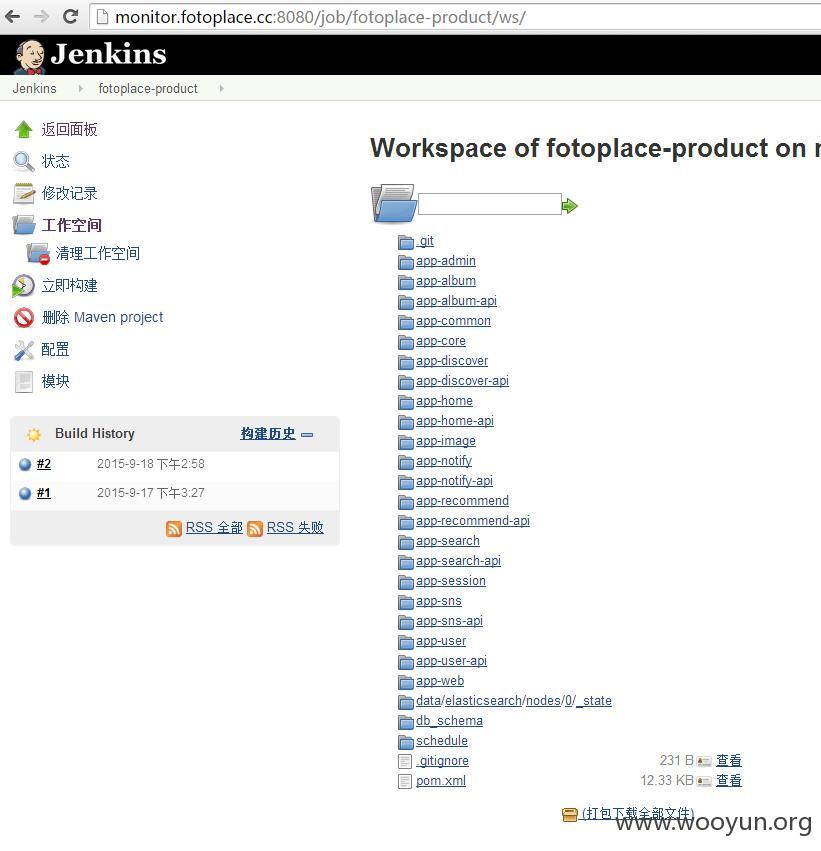 monitor.fotoplace.cc:8080/job/fotoplace-product/ws/
Jenkins
Jenkins fotoplace-product
返回面板
状态
修改记录
工作空间
清理工作空间
立即构建
删除 Maven project
配置
模块
Build History 构建历史
#2 2015-9-18 下午2:58
#1 2015-9-17 下午3:27
RSS 全部 RSS 失败
Workspace of fotoplace-product on
.git
app-admin
app-album
app-album-api
app-common
app-core
app-discover
app-discover-api
app-home
app-home-api
app-image
app-notify
app-notify-api
app-recommend
app-recommend-api
app-search
app-search-api
app-session
app-sns
app-sns-api
app-user
app-user-api
app-web
data/elasticsearch/nodes/0/_state
db_schema
schedule
.gitignore 231 B 查看
pom.xml 12.33 KB 查看
(打包下载全部文件)
www.wooyun.org